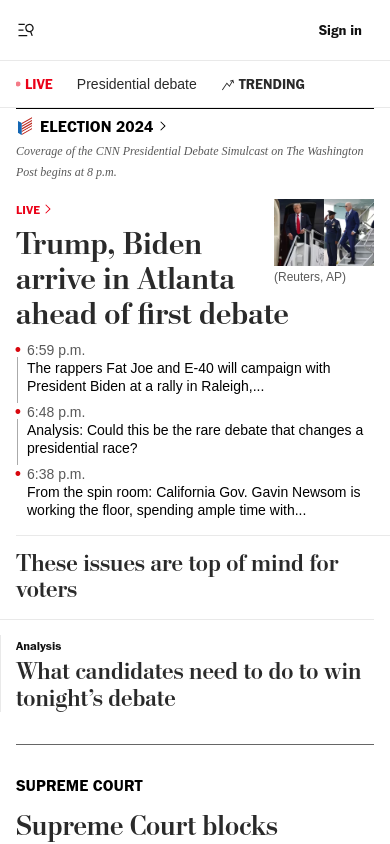 Sign in
LIVE
Presidential debate
TRENDING
ELECTION 2024
Coverage of the CNN Presidential Debate Simulcast on The Washington
Post begins at 8 p.m.
LIVE
Trump, Biden
arrive in Atlanta
ahead of first debate
(Reuters, AP)
6:59 p.m.
The rappers Fat Joe and E-40 will campaign with
President Biden at a rally in Raleigh,...
6:48 p.m.
Analysis: Could this be the rare debate that changes a
presidential race?
6:38 p.m.
From the spin room: California Gov. Gavin Newsom is
working the floor, spending ample time with...
These issues are top of mind for
voters
Analysis
What candidates need to do to win
tonight’s debate
SUPREME COURT
Supreme Court blocks